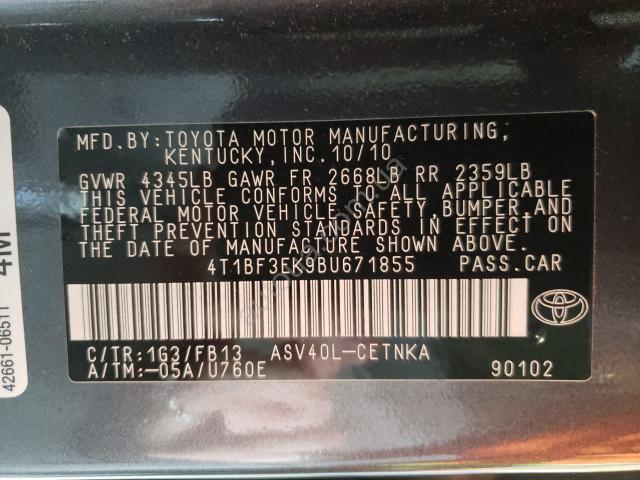 MFD.BY:TOYOTA MOTOR MANUFACTURING,
KENTUCKY,INC.10/10
GVWR 4345LB GAWR FR 2668LB RR 2359LB
THIS VEHICLE CONFORMS TO ALL APPLICABLE
FEDERAL MOTOR VEHICLE SAFETY,BUMPER,AND
THEFT PREVENTION STANDARDS IN EFFECT ON
THE DATE OF MANUFACTURE SHOWN ABOVE.
4T1BF3EK9BU671855 PASS.CAR
C/TR:1G3/FB13 ASV40L-CETNKA
A/TM:-05A/U760E 90102
42661-06511 4M